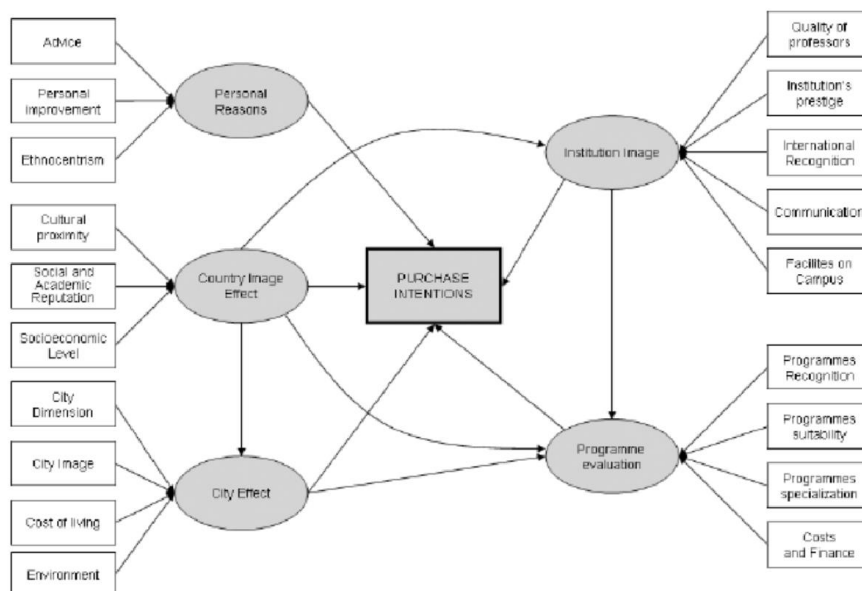 Advice
Personal
Improvement
Ethnocentrism
Personal
Reasons
Cultural
proximity
Social and
Academic
Reputation
Socioeconomic
Level
Country Image
Effect
City
Dimension
City Image
Cost of living
Environment
City Effect
PURCHASE
INTENTIONS
Institution Image
Quality of
professors
Institution's
prestige
International
Recognition
Communication
Facilites on
Campus
Programme
evaluation
Programmes
Recognition
Programmes
suitability
Programmes
specialization
Costs
and Finance